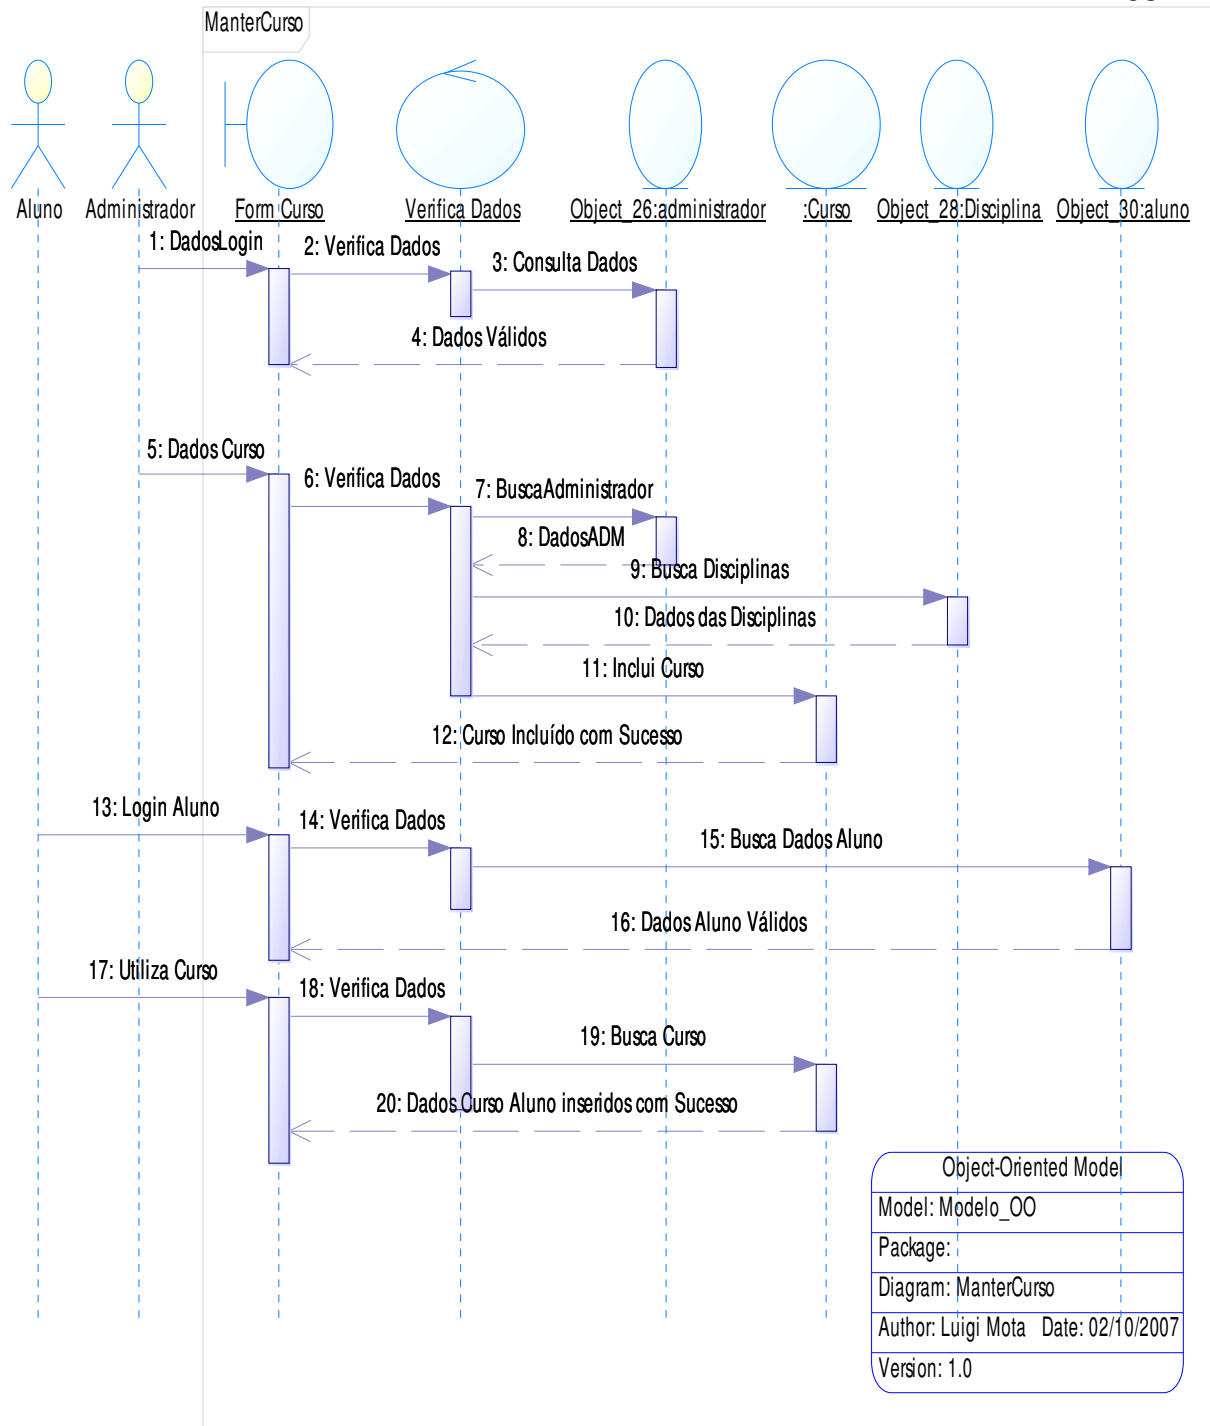 ManterCurso
Aluno
Administrador
Form Curso
Verifica Dados
Object_26:administrador
:Curso
Object_28:Disciplina
Object_30:aluno
1: DadosLogin
2: Verifica Dados
3: Consulta Dados
4: Dados Válidos
5: Dados Curso
6: Verifica Dados
7: BuscaAdministrador
8: DadosADM
9: Busca Disciplinas
10: Dados das Disciplinas
11: Inclui Curso
12: Curso Incluído com Sucesso
13: Login Aluno
14: Verifica Dados
15: Busca Dados Aluno
16: Dados Aluno Válidos
17: Utiliza Curso
18: Verifica Dados
19: Busca Curso
20: Dados Curso Aluno inseridos com Sucesso
Object-Oriented Model
Model: Modelo_OO
Package:
Diagram: ManterCurso
Author: Luigi Mota Date: 02/10/2007
Version: 1.0